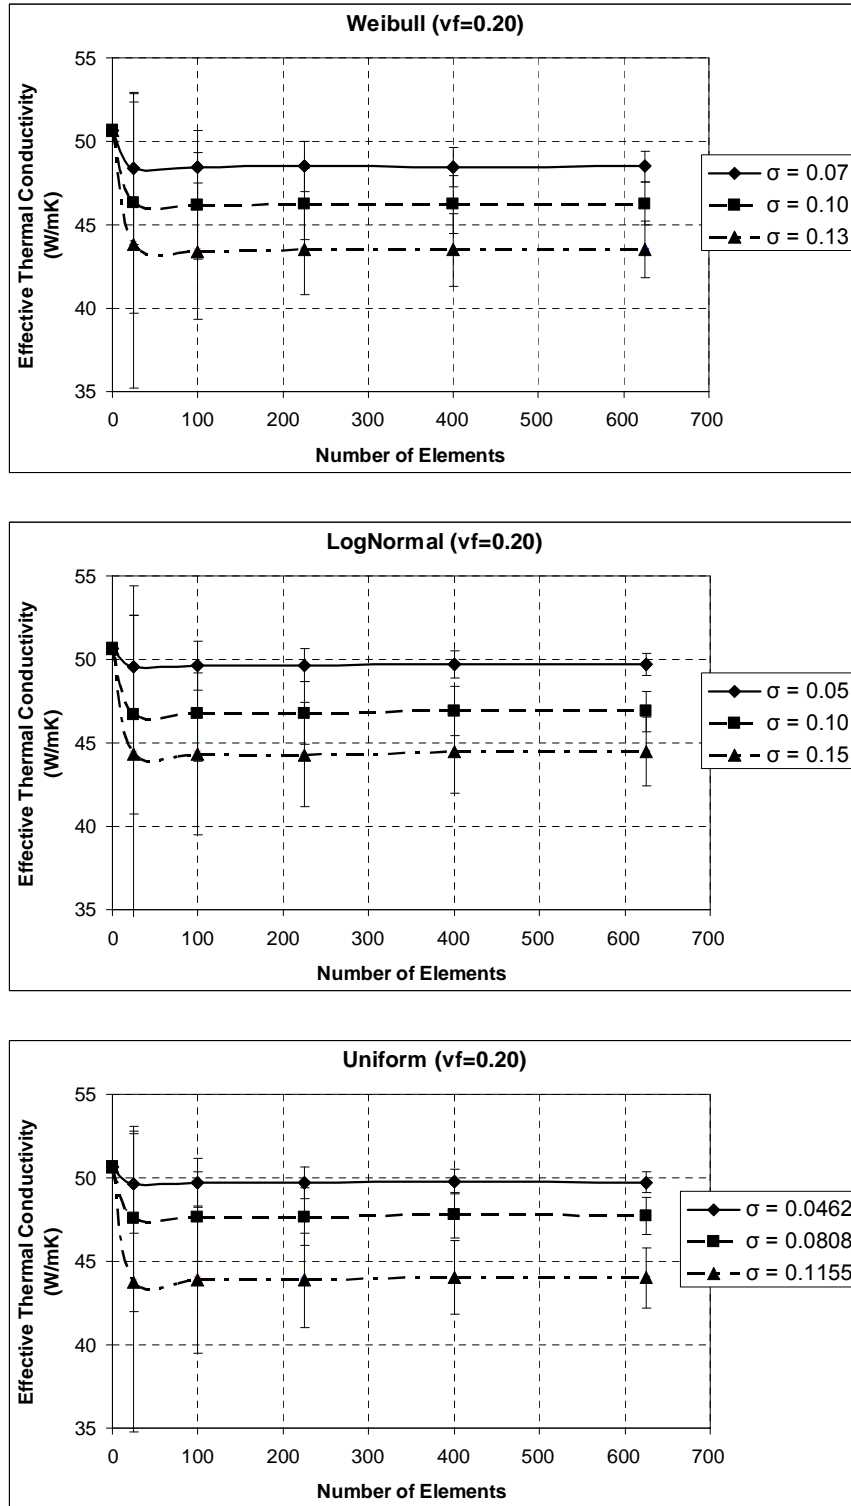 Weibull (vf=0.20)
Effective Thermal Conductivity
(W/mK)
55
50
45
40
35
0 100 200 300 400 500 600 700
Number of Elements
σ = 0.07
σ = 0.10
σ = 0.13
LogNormal (vf=0.20)
Effective Thermal Conductivity
(W/mK)
55
50
45
40
35
0 100 200 300 400 500 600 700
Number of Elements
σ = 0.05
σ = 0.10
σ = 0.15
Uniform (vf=0.20)
Effective Thermal Conductivity
(W/mK)
55
50
45
40
35
0 100 200 300 400 500 600 700
Number of Elements
σ = 0.0462
σ = 0.0808
σ = 0.1155